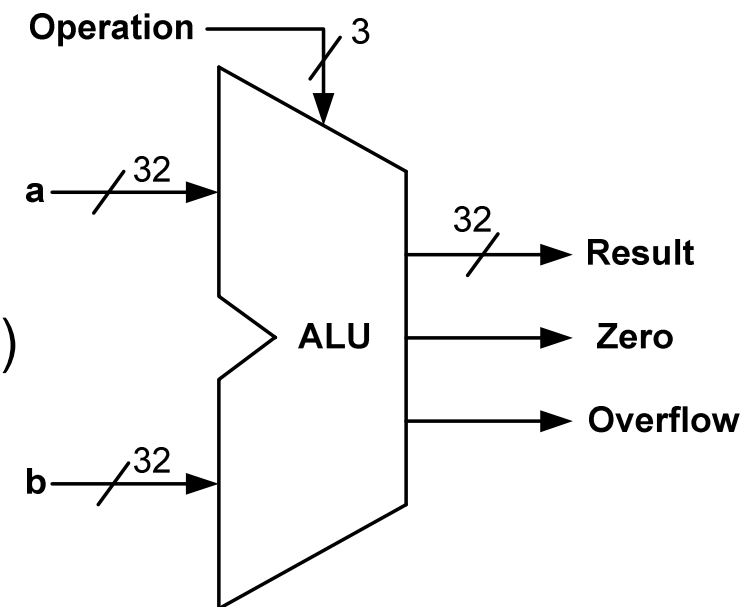 Operation
3
32
a
32
Result
)
ALU
Zero
Overflow
32
b